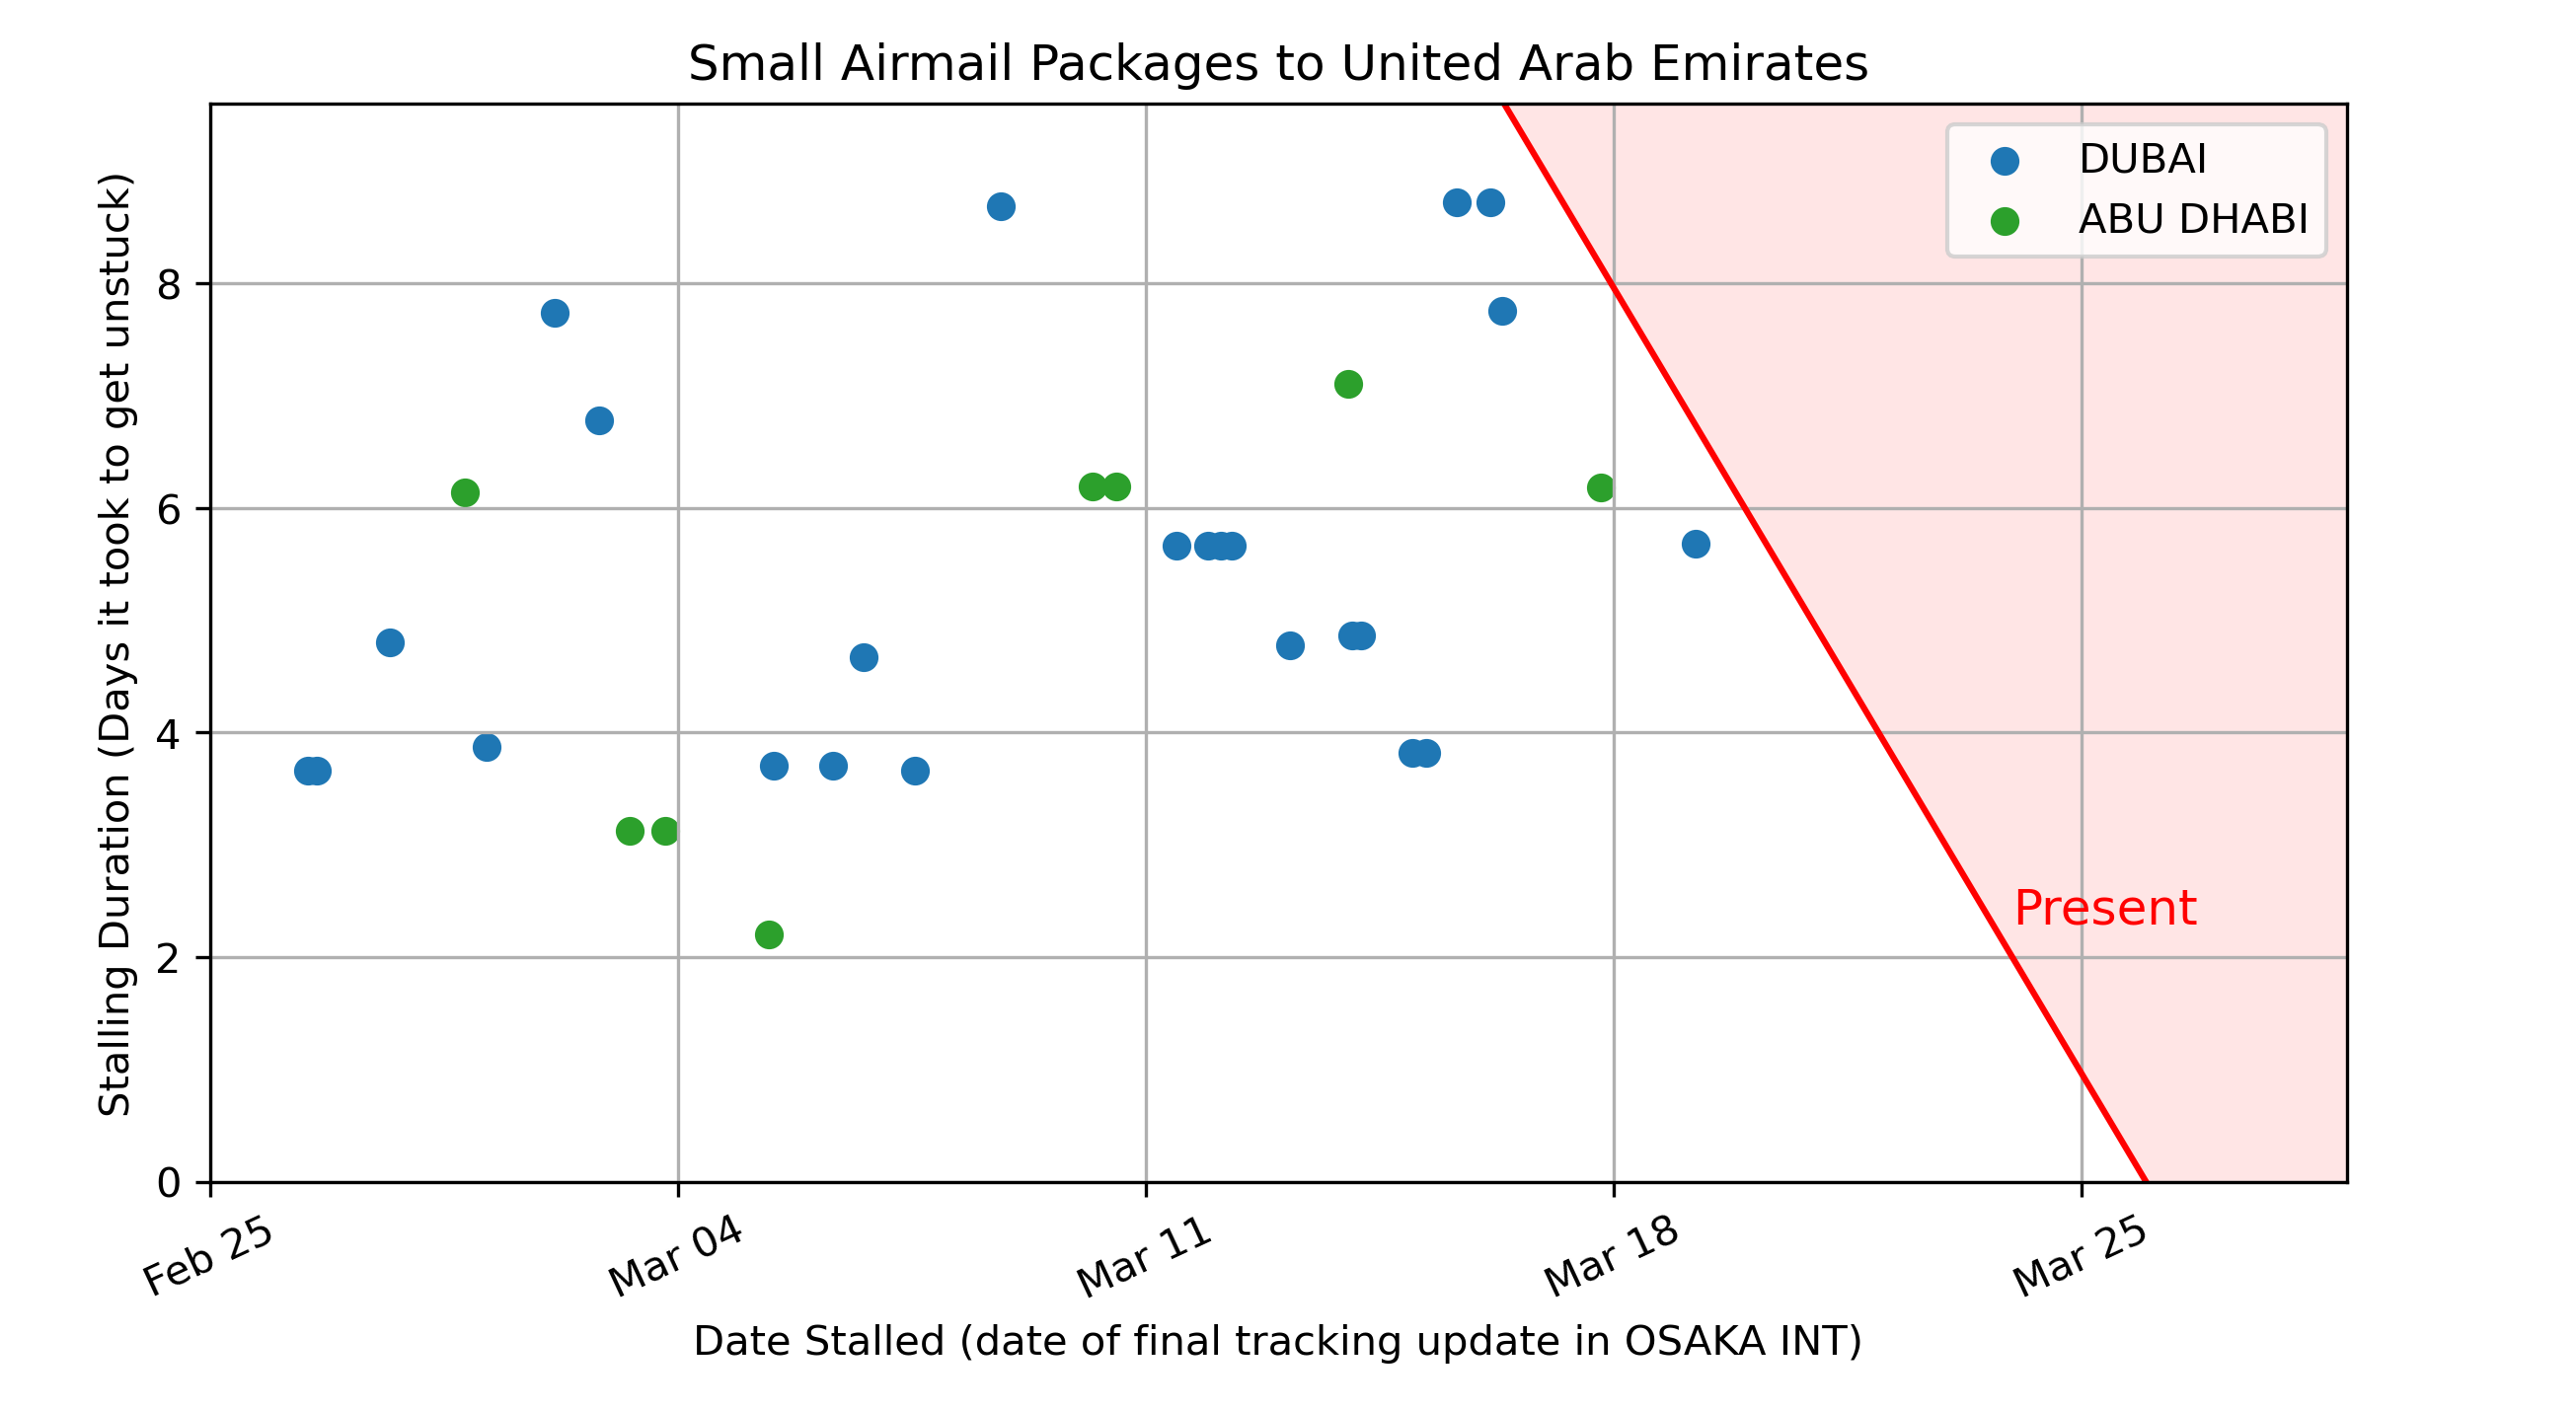 Small Airmail Packages to United Arab Emirates
DUBAI
ABU DHABI
Stalling Duration (Days it took to get unstuck)
8
6
4
2
0
Present
Feb 25
Mar 04
Mar 11
Mar 18
Mar 25
Date Stalled (date of final tracking update in OSAKA INT)